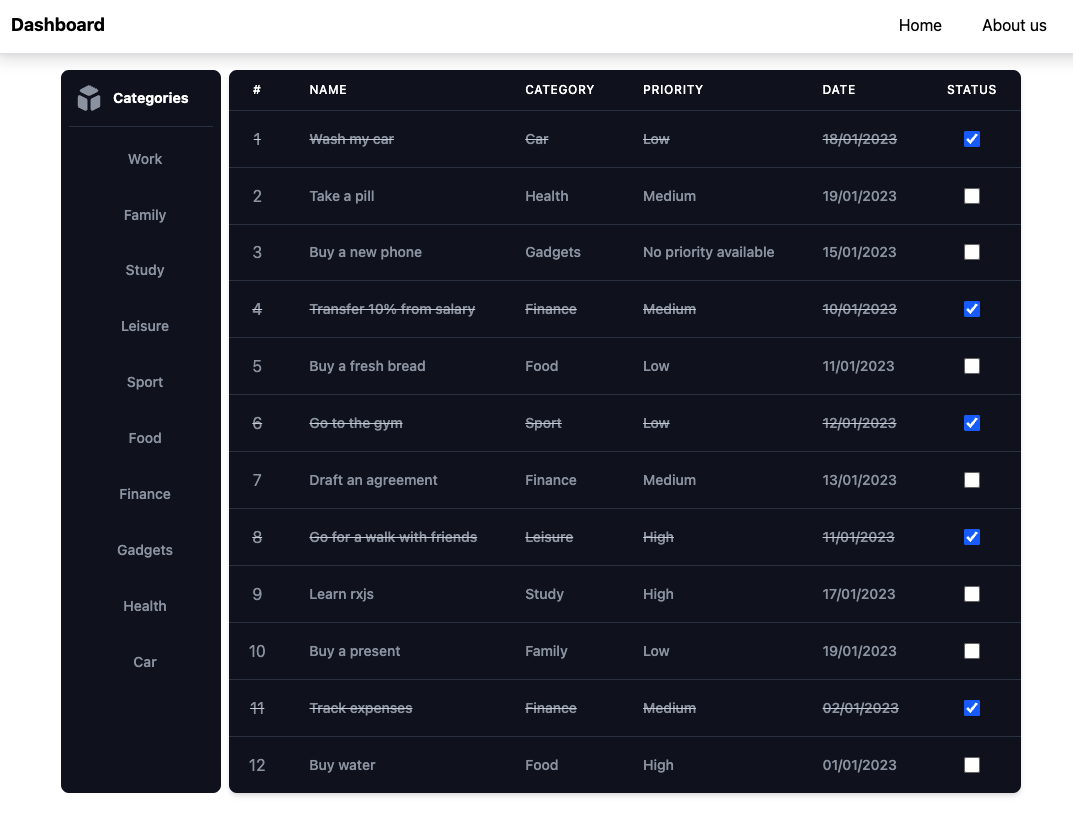 Dashboard Home About us
Categories
Work
Family
Study
Leisure
Sport
Food
Finance
Gadgets
Health
Car
# NAME CATEGORY PRIORITY DATE STATUS
1 Wash my car Car Low 18/01/2023
2 Take a pill Health Medium 19/01/2023
3 Buy a new phone Gadgets No priority available 15/01/2023
4 Transfer 10% from salary Finance Medium 10/01/2023
5 Buy a fresh bread Food Low 11/01/2023
6 Go to the gym Sport Low 12/01/2023
7 Draft an agreement Finance Medium 13/01/2023
8 Go for a walk with friends Leisure High 11/01/2023
9 Learn rxjs Study High 17/01/2023
10 Buy a present Family Low 19/01/2023
11 Track expenses Finance Medium 02/01/2023
12 Buy water Food High 01/01/2023